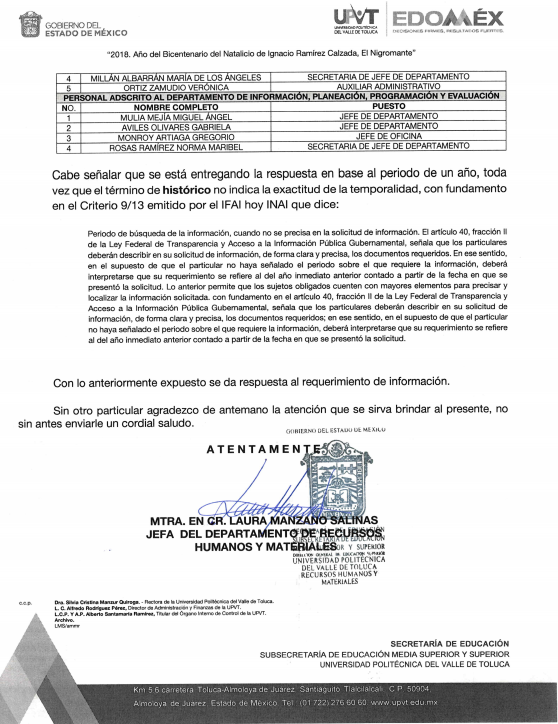 GOBIERNO DEL
ESTADO DE MÉXICO
UPVT
UNIVERSIDAD POLITÉCNICA
DEL VALLE DE TOLUCA
EDOMÉX
DECISIONES FIRMES, RESULTADOS FUERTES.
"2018. Año del Bicentenario del Natalicio de Ignacio Ramírez Calzada, El Nigromante"
4 MILLÁN ALBARRÁN MARÍA DE LOS ÁNGELES SECRETARIA DE JEFE DE DEPARTAMENTO
5 ORTIZ ZAMUDIO VERÓNICA AUXILIAR ADMINISTRATIVO
PERSONAL ADSCRITO AL DEPARTAMENTO DE INFORMACIÓN, PLANEACIÓN, PROGRAMACIÓN Y EVALUACIÓN
NO. NOMBRE COMPLETO PUESTO
1 MULIA MEJÍA MIGUEL ÁNGEL JEFE DE DEPARTAMENTO
2 AVILES OLIVARES GABRIELA JEFE DE DEPARTAMENTO
3 MONROY ARTIAGA GREGORIO JEFE DE OFICINA
4 ROSAS RAMÍREZ NORMA MARIBEL SECRETARIA DE JEFE DE DEPARTAMENTO
Cabe señalar que se está entregando la respuesta en base al periodo de un año, toda
vez que el término de histórico no indica la exactitud de la temporalidad, con fundamento
en el Criterio 9/13 emitido por el IFAI hoy INAI que dice:
Periodo de búsqueda de la información, cuando no se precisa en la solicitud de información. El artículo 40, fracción II
de la Ley Federal de Transparencia y Acceso a la Información Pública Gubernamental, señala que los particulares
deberán describir en su solicitud de información, de forma clara y precisa, los documentos requeridos. En ese sentido,
en el supuesto de que el particular no haya señalado el periodo sobre el que requiere la información, deberá
interpretarse que su requerimiento se refiere al del año inmediato anterior contado a partir de la fecha en que se
presentó la solicitud. Lo anterior permite que los sujetos obligados cuenten con mayores elementos para precisar y
localizar la información solicitada. con fundamento en el artículo 40, fracción II de la Ley Federal de Transparencia y
Acceso a la Información Pública Gubernamental, señala que los particulares deberán describir en su solicitud de
información, de forma clara y precisa, los documentos requeridos; en ese sentido, en el supuesto de que el particular
no haya señalado el periodo sobre el que requiere la información, deberá interpretarse que su requerimiento se refiere
al del año inmediato anterior contado a partir de la fecha en que se presentó la solicitud.
Con lo anteriormente expuesto se da respuesta al requerimiento de información.
Sin otro particular agradezco de antemano la atención que se sirva brindar al presente, no
sin antes enviarle un cordial saludo.
GOBIERNO DEL ESTADO DE MÉXICO
ATENTAMENTE
MTRA. EN GR. LAURA MANZANO SALINAS
JEFA DEL DEPARTAMENTO DE RECURSOS
HUMANOS Y MATERIALES
SECRETARÍA DE EDUCACIÓN
SUBSECRETARÍA DE EDUCACIÓN
MEDIA SUPERIOR Y SUPERIOR
DIRECCIÓN GENERAL DE EDUCACIÓN SUPERIOR
UNIVERSIDAD POLITÉCNICA
DEL VALLE DE TOLUCA
RECURSOS HUMANOS Y
MATERIALES
c.c.p. Dra. Silvia Cristina Manzur Quiroga. - Rectora de la Universidad Politécnica del Valle de Toluca.
L. C. Alfredo Rodríguez Pérez, Director de Administración y Finanzas de la UPVT.
L.C.P. Y A.P. Alberto Santamaría Ramírez, Titular del Órgano Interno de Control de la UPVT.
Archivo.
LMS/ammr
SECRETARÍA DE EDUCACIÓN
SUBSECRETARÍA DE EDUCACIÓN MEDIA SUPERIOR Y SUPERIOR
UNIVERSIDAD POLITÉCNICA DEL VALLE DE TOLUCA
Km 5.6 carretera Toluca-Almoloya de Juárez. Santiaguito Tlalcilalcali. C.P. 50904.
Almoloya de Juárez. Estado de México. Tel.: (01 722) 276 60 60. www.upvt.edu.mx